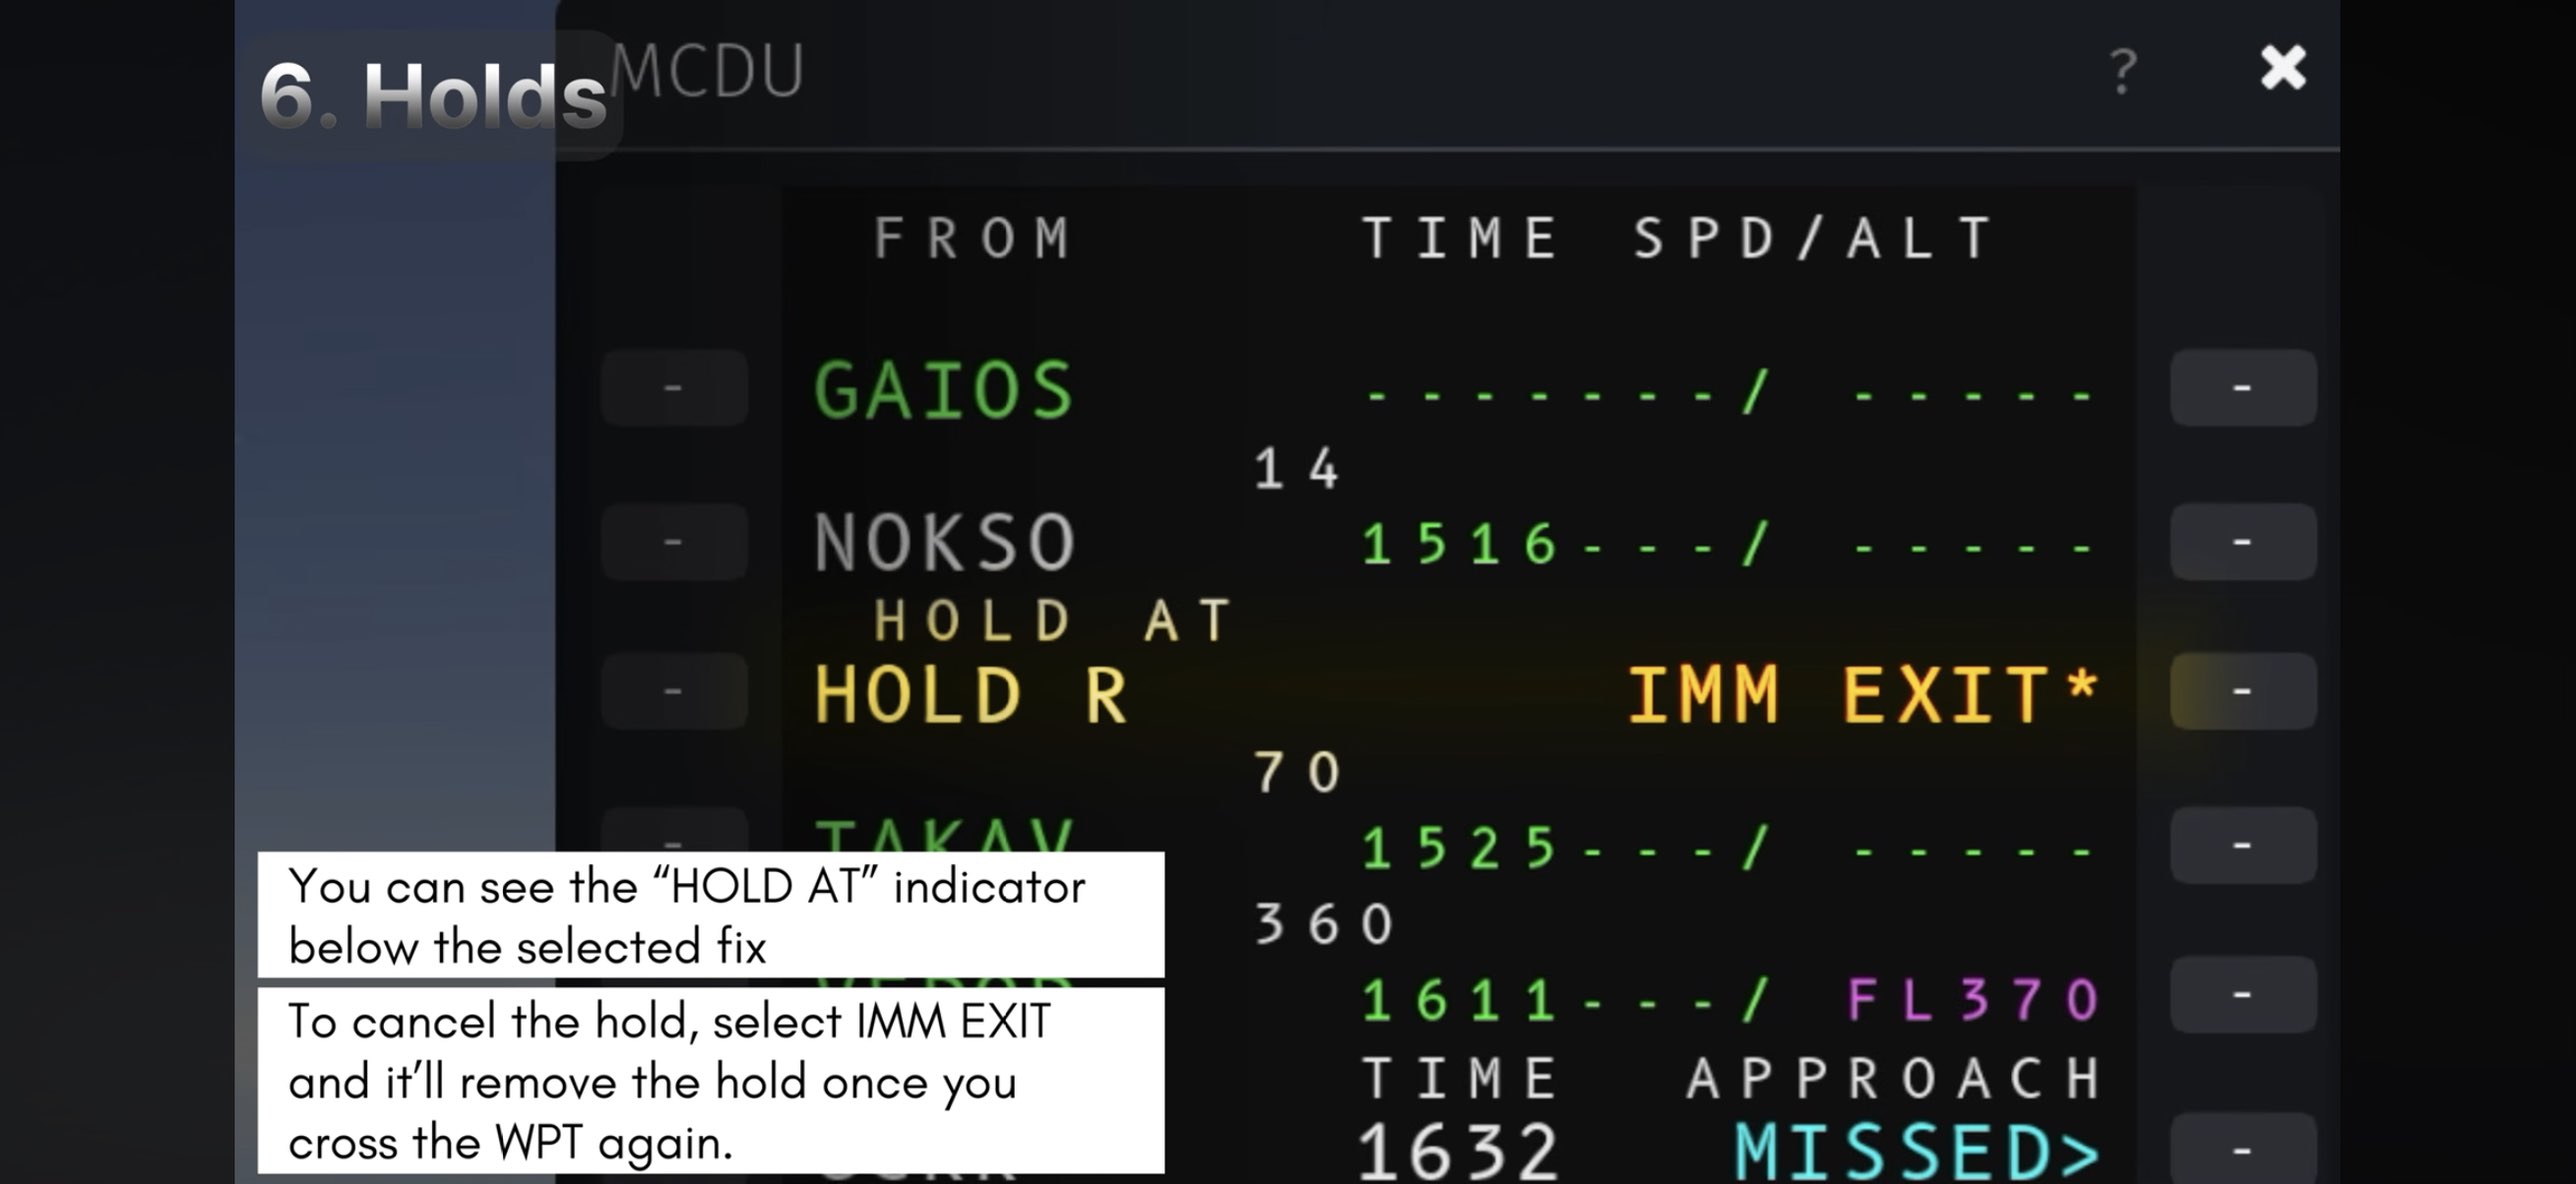 6. Holds
MCDU ? ✖
FROM TIME SPD/ALT
- GAIOS -------/ ----- -
14
- NOKSO 1516---/ ----- -
HOLD AT
- HOLD R IMM EXIT* -
70
- TAKAV 1525---/ ----- -
360
1611---/ FL370 -
TIME APPROACH
1632 MISSED> -
You can see the “HOLD AT” indicator
below the selected fix
To cancel the hold, select IMM EXIT
and it’ll remove the hold once you
cross the WPT again.